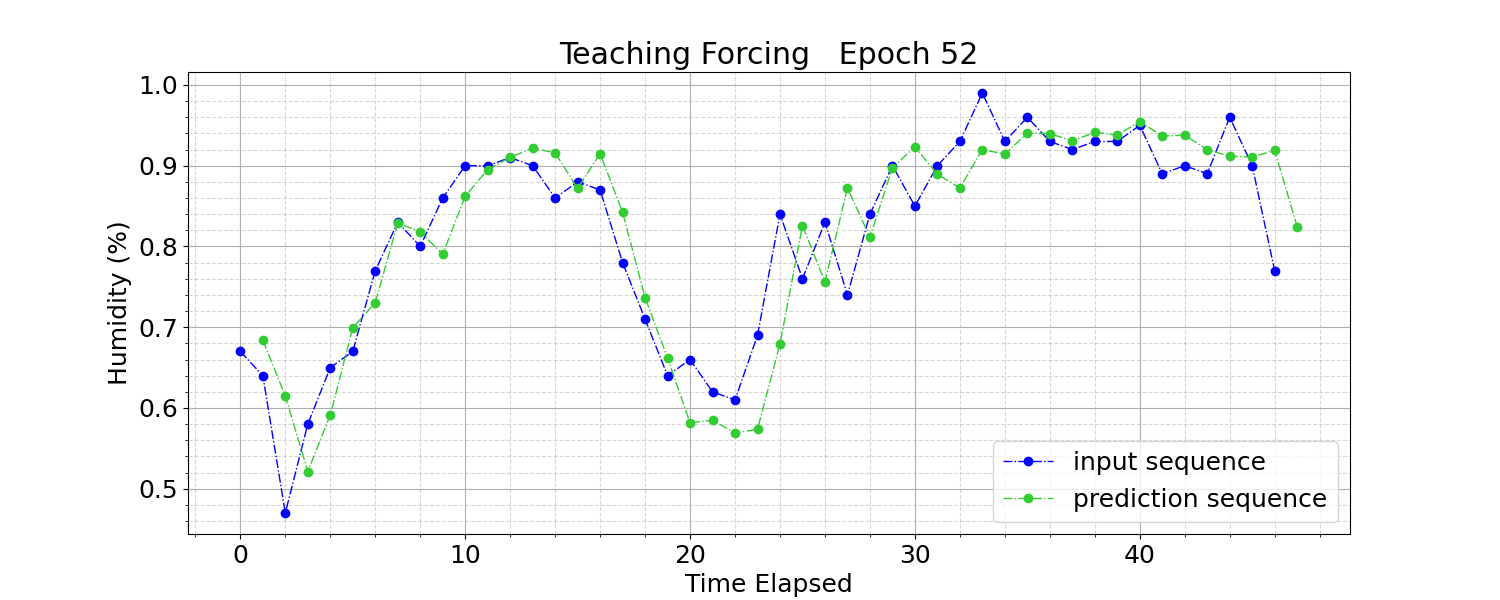 Teaching Forcing   Epoch 52
1.0
0.9
0.8
0.7
0.6
0.5
Humidity (%)
input sequence
prediction sequence
0 10 20 30 40
Time Elapsed